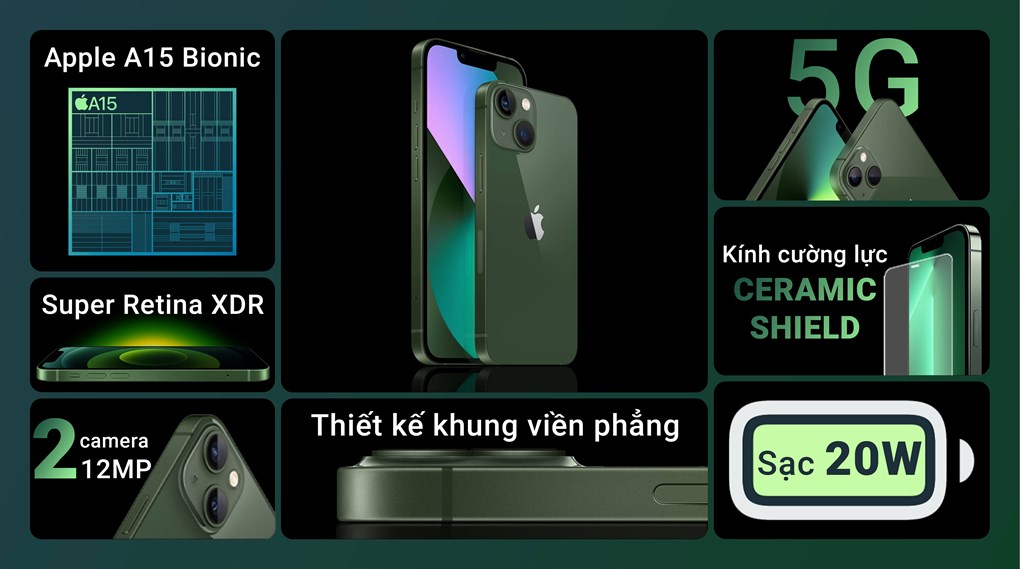 Apple A15 Bionic
A15
Super Retina XDR
2 camera
12MP
Thiết kế khung viền phẳng
5G
Kính cường lực
CERAMIC
SHIELD
Sạc 20W